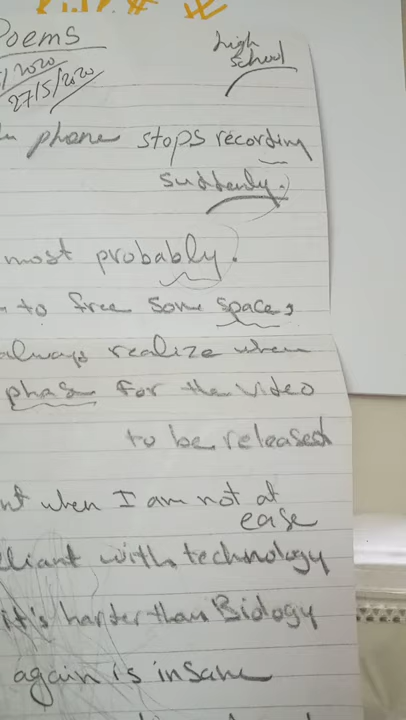 Poems
high
school
/2020
27/5/2020
phone stops recording
suddenly.
most probably.
to free some space,
always realize when
phase for the video
to be released
when I am not at
ease
reliant with technology
it's harder than Biology
again is insane